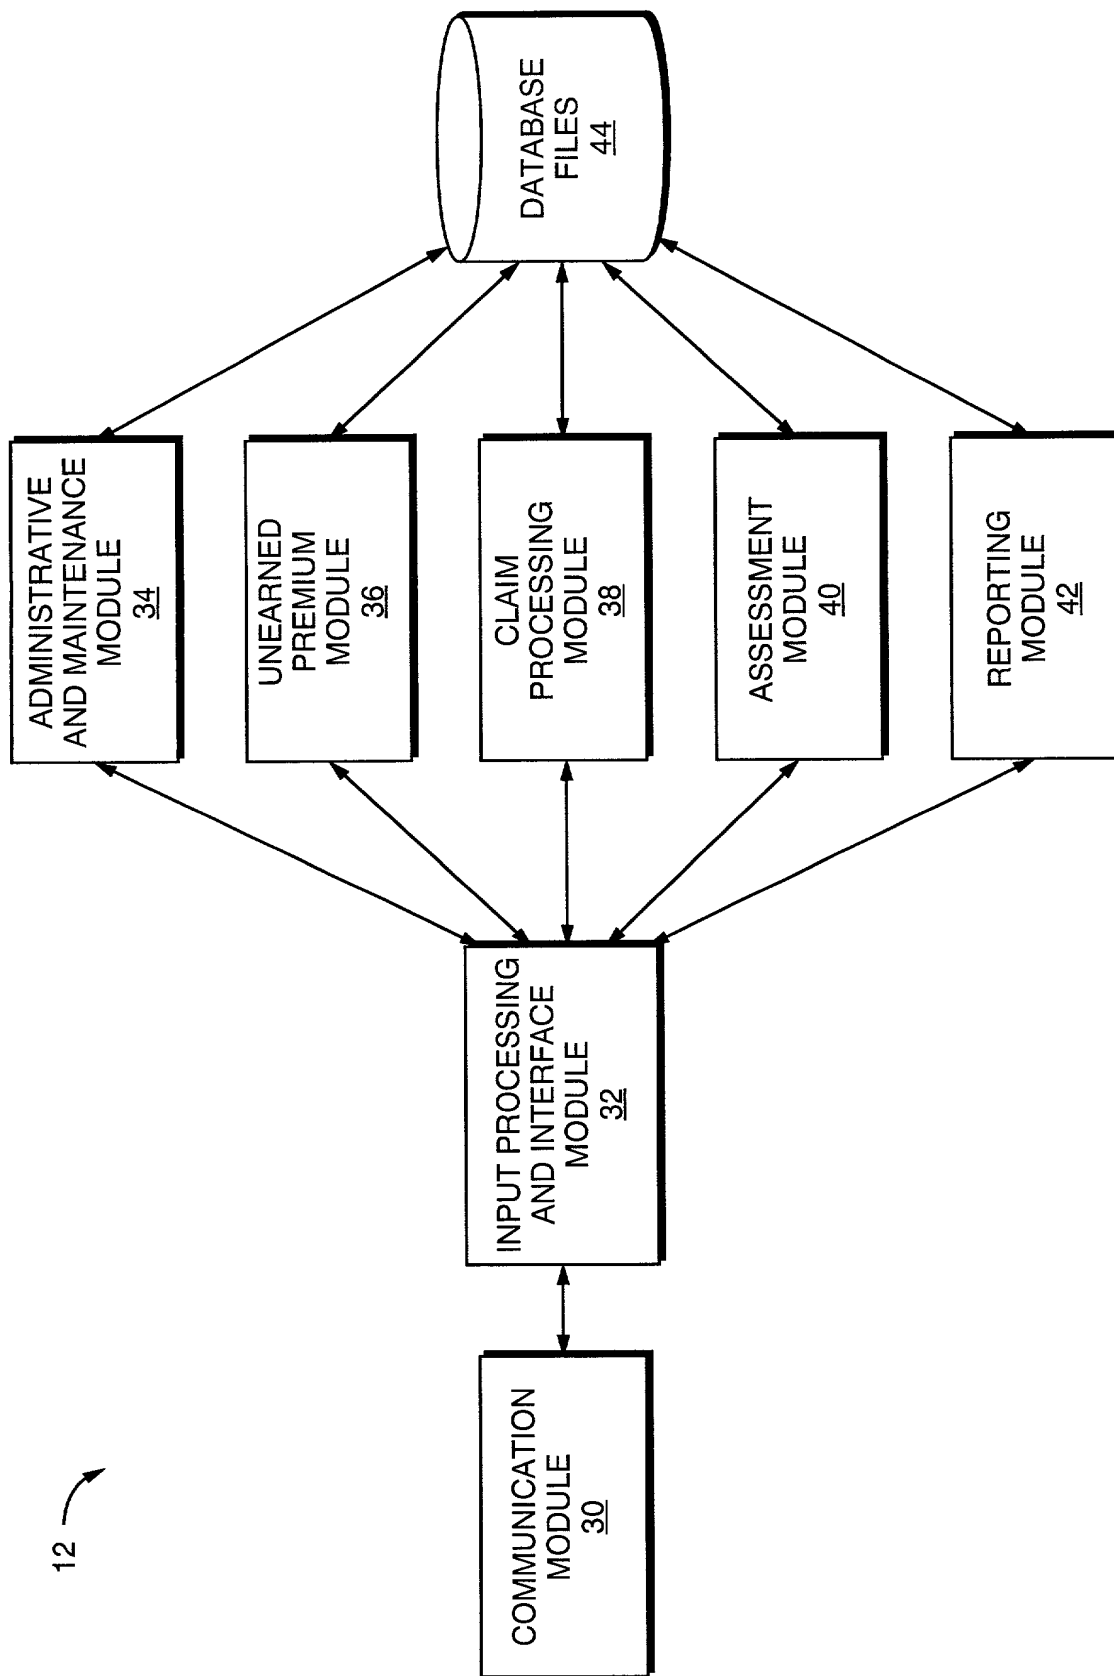 12
COMMUNICATION
MODULE
30
INPUT PROCESSING
AND INTERFACE
MODULE
32
ADMINISTRATIVE
AND MAINTENANCE
MODULE
34
UNEARNED
PREMIUM
MODULE
36
CLAIM
PROCESSING
MODULE
38
ASSESSMENT
MODULE
40
REPORTING
MODULE
42
DATABASE
FILES
44